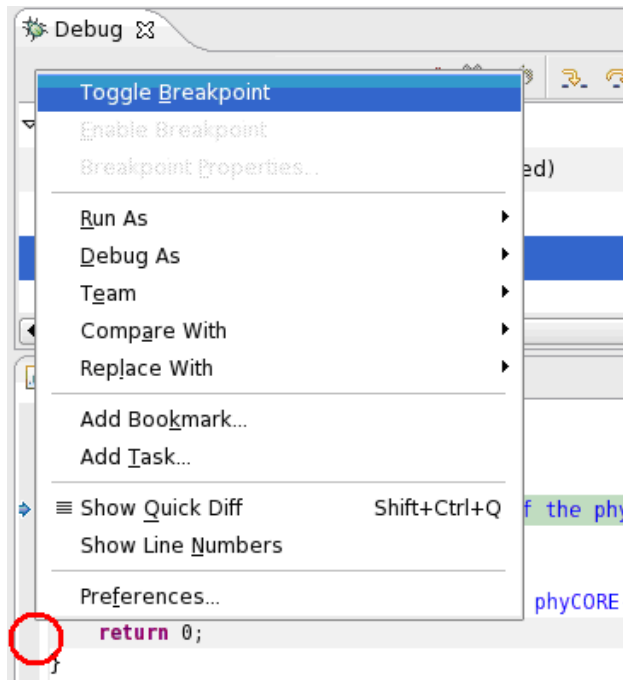 Debug
Toggle Breakpoint
Enable Breakpoint
Breakpoint Properties...
ed)
Run As
Debug As
Team
Compare With
Replace With
Add Bookmark...
Add Task...
Show Quick Diff Shift+Ctrl+Q f the phy
Show Line Numbers
Preferences... phyCORE
return 0;
}